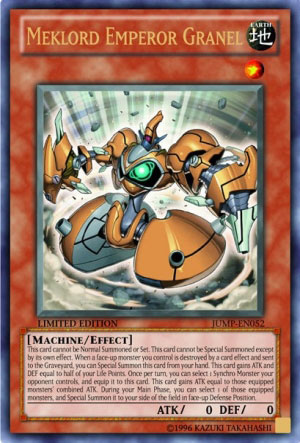 MEKLORD EMPEROR GRANEL
EARTH
地
LIMITED EDITION
JUMP-EN052
[MACHINE/EFFECT]
This card cannot be Normal Summoned or Set. This card cannot be Special Summoned except
by its own effect. When a face-up monster you control is destroyed by a card effect and sent
to the Graveyard, you can Special Summon this card from your hand. This card gains ATK and
DEF equal to half of your Life Points. Once per turn, you can select 1 Synchro Monster your
opponent controls, and equip it to this card. This card gains ATK equal to those equipped
monsters' combined ATK. During your Main Phase, you can select 1 of those equipped
monsters, and Special Summon it to your side of the field in face-up Defense Position.
ATK/ 0 DEF/ 0
©1996 KAZUKI TAKAHASHI